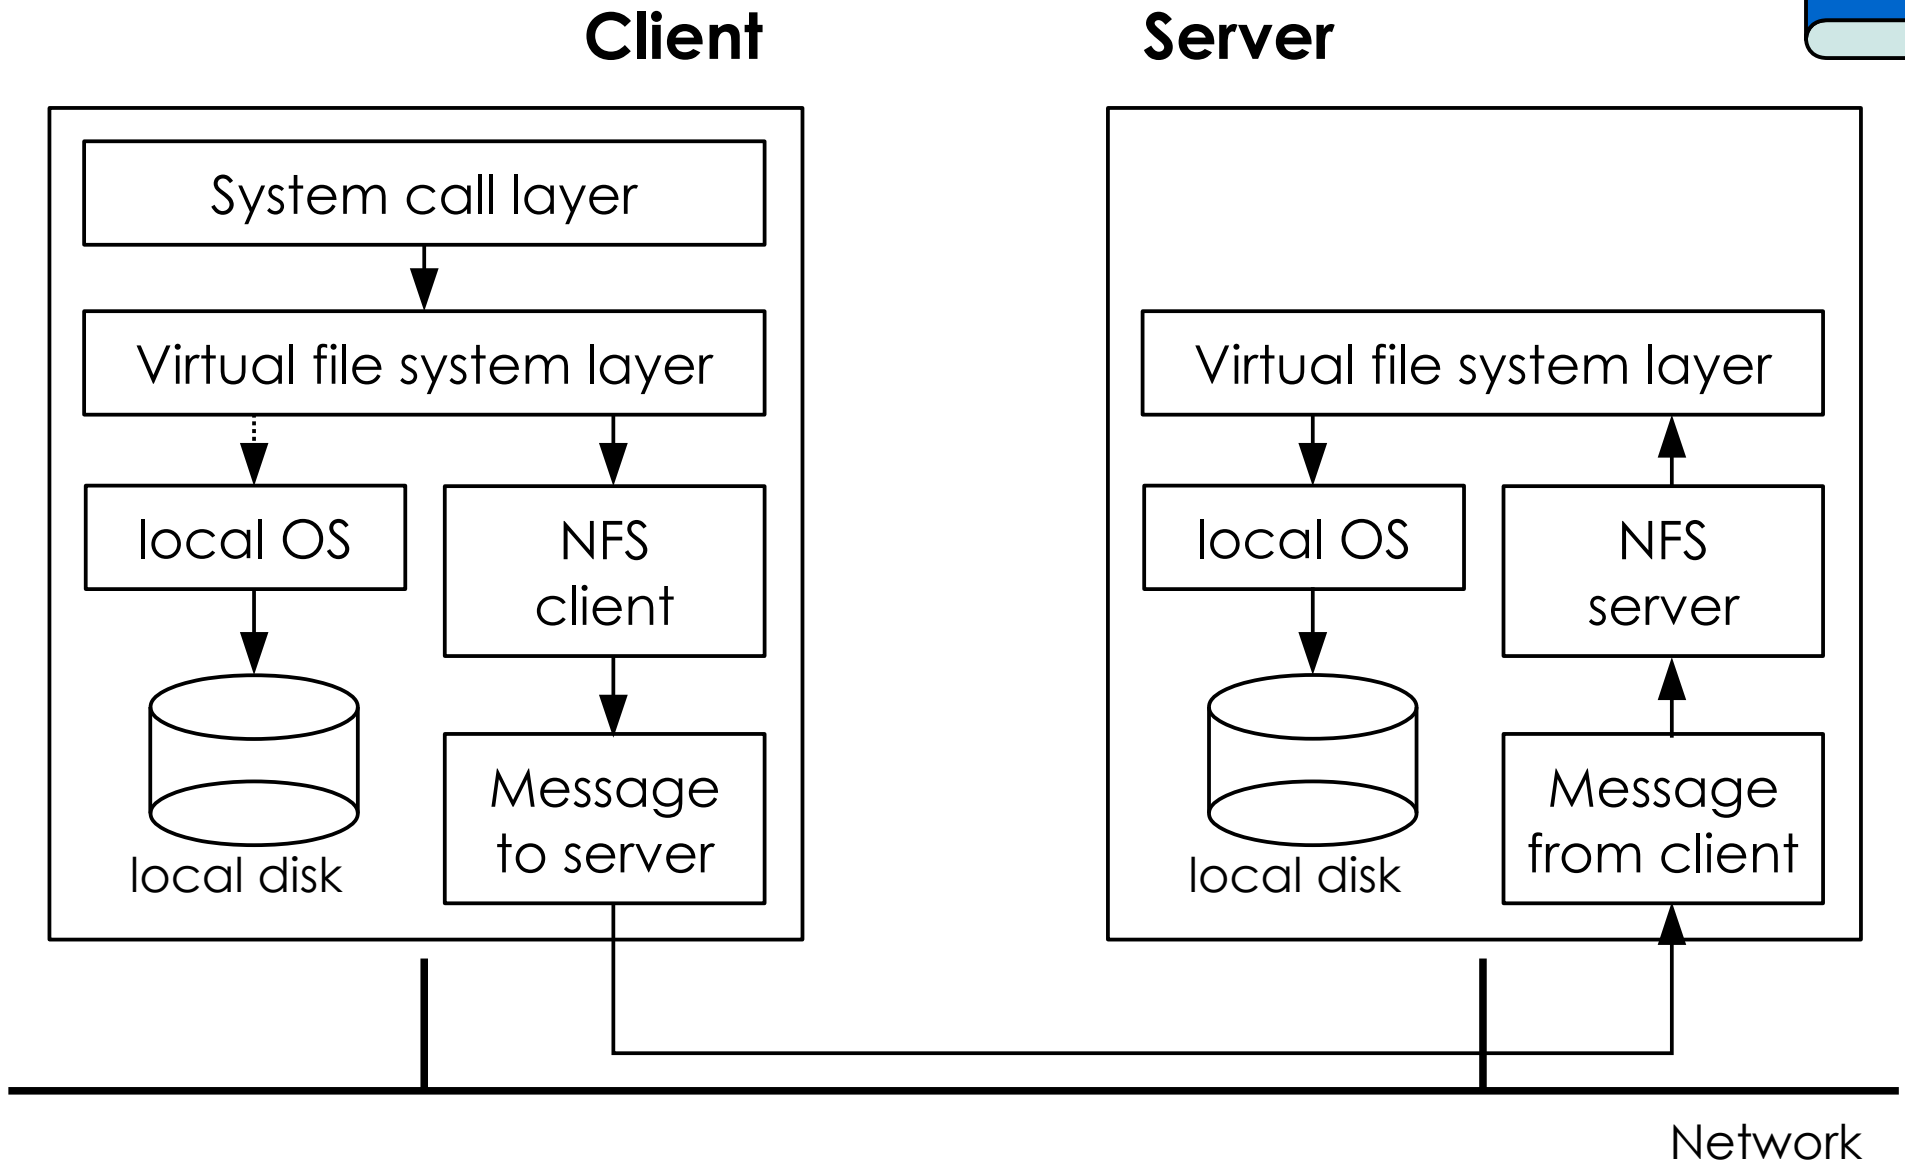 Client
Server
System call layer
Virtual file system layer
local OS
NFS
client
local disk
Message
to server
Virtual file system layer
local OS
NFS
server
local disk
Message
from client
Network